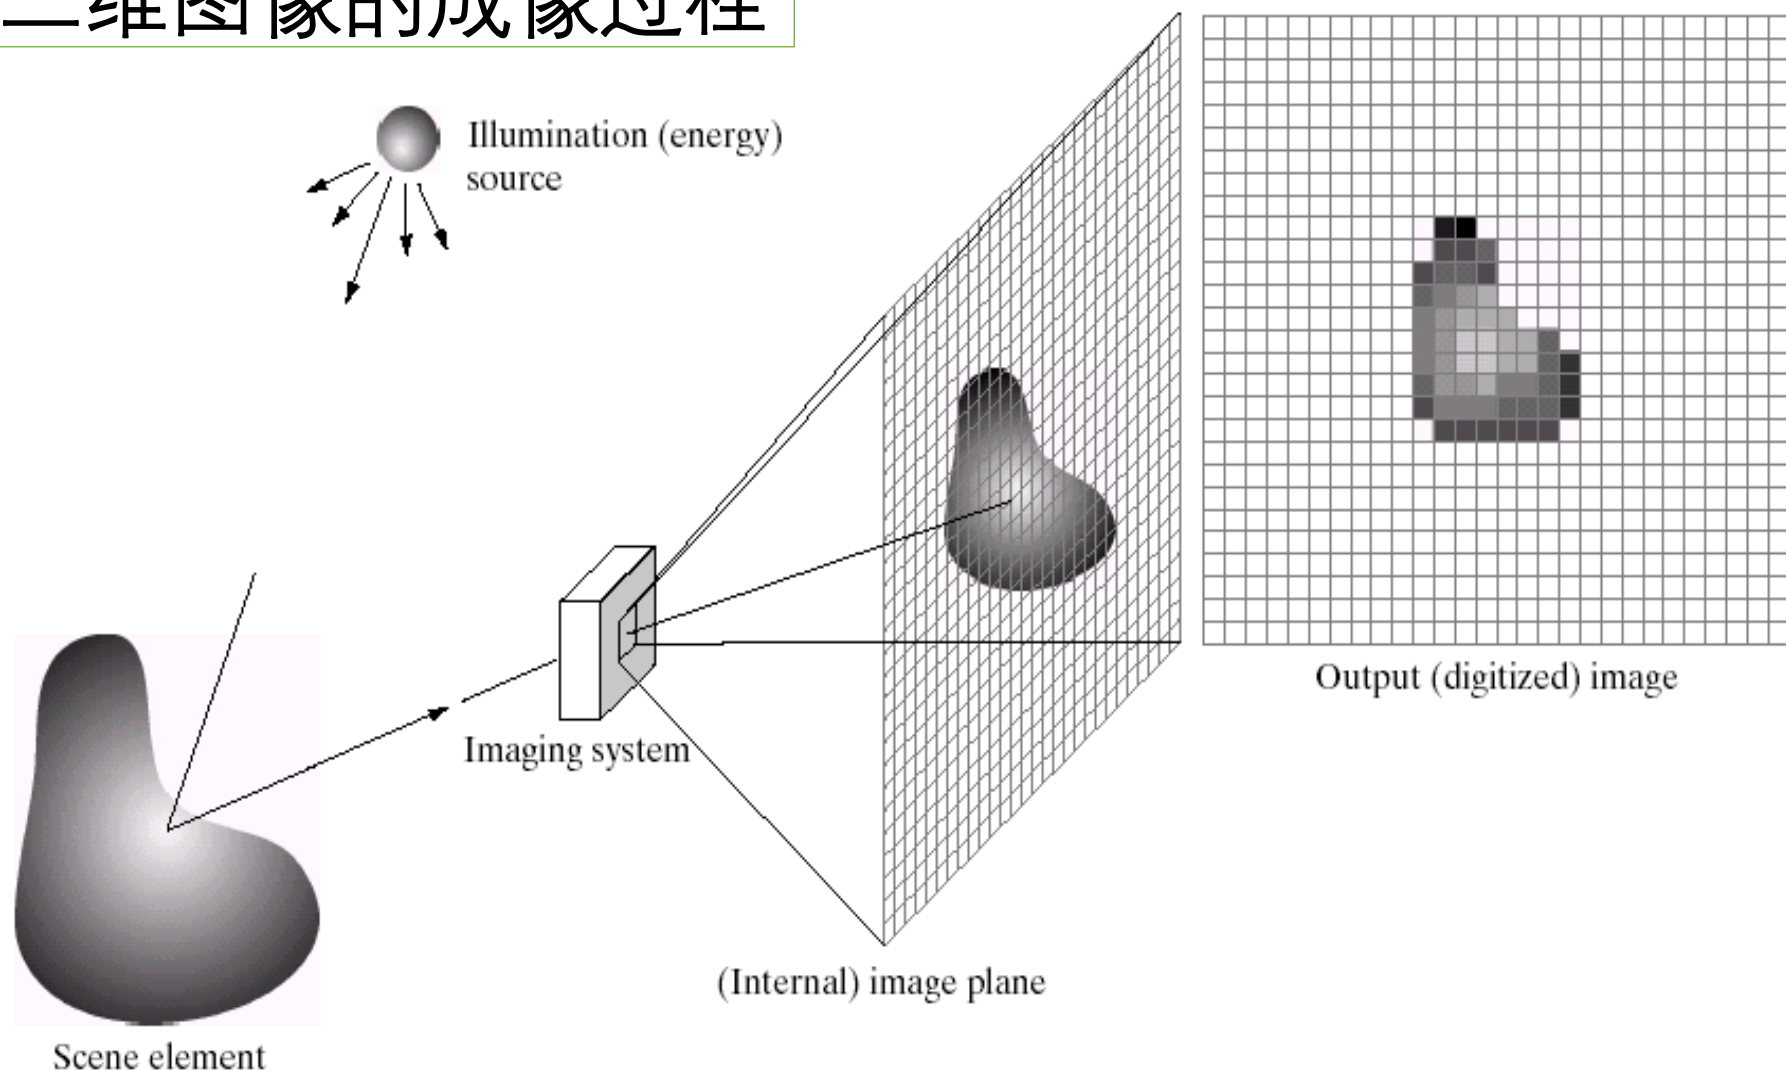 二维图像的成像过程
Illumination (energy)
source
Output (digitized) image
Imaging system
(Internal) image plane
Scene element